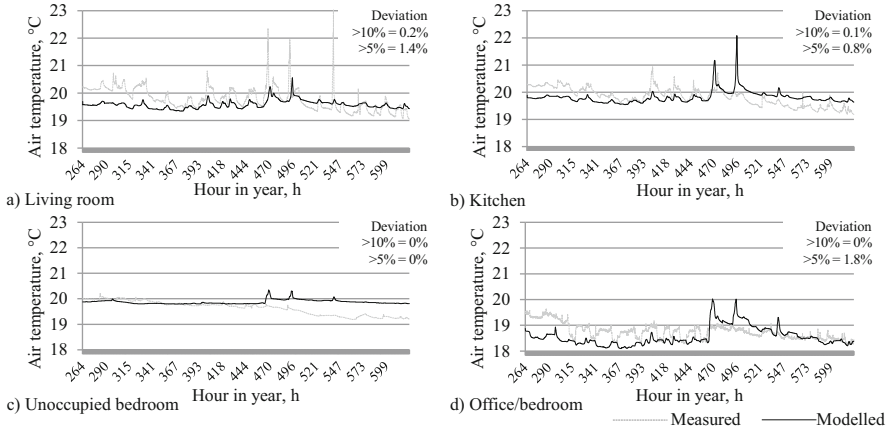 Air temperature, °C
23
22
21
20
19
18
Deviation
>10% = 0.2%
>5% = 1.4%
264 290 315 341 367 393 418 444 470 496 521 547 573 599
Hour in year, h
a) Living room
Air temperature, °C
23
22
21
20
19
18
Deviation
>10% = 0.1%
>5% = 0.8%
264 290 315 341 367 393 418 444 470 496 521 547 573 599
Hour in year, h
b) Kitchen
Air temperature, °C
23
22
21
20
19
18
Deviation
>10% = 0%
>5% = 0%
264 290 315 341 367 393 418 444 470 496 521 547 573 599
Hour in year, h
c) Unoccupied bedroom
Air temperature, °C
23
22
21
20
19
18
Deviation
>10% = 0%
>5% = 1.8%
264 290 315 341 367 393 418 444 470 496 521 547 573 599
Hour in year, h
d) Office/bedroom
Measured
Modelled